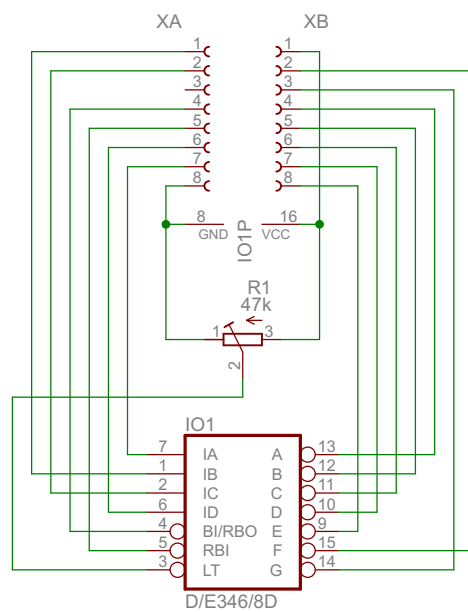 XA XB
1 1
2 2
3 3
4 4
5 5
6 6
7 7
8 8
8 IO1P 16
GND VCC
R1
47k
1 3
2
IO1
7 IA A 13
1 IB B 12
2 IC C 11
6 ID D 10
4 BI/RBO E 9
5 RBI F 15
3 LT G 14
D/E346/8D